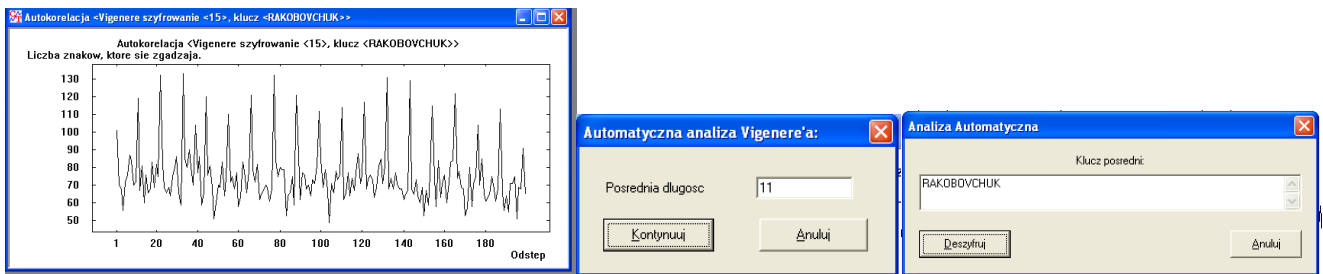 Autokorelacja <Vigenere szyfrowanie <15>, klucz <RAKOBOVCHUK>>
Autokorelacja <Vigenere szyfrowanie <15>, klucz <RAKOBOVCHUK>>
Liczba znakow, ktore sie zgadzaja.
130
120
110
100
90
80
70
60
50
1 20 40 60 80 100 120 140 160 180
Odstep
Automatyczna analiza Vigenere'a:
Posrednia dlugosc 11
Kontynuuj Anuluj
Analiza Automatyczna
Klucz posredni:
RAKOBOVCHUK
Deszyfruj Anuluj